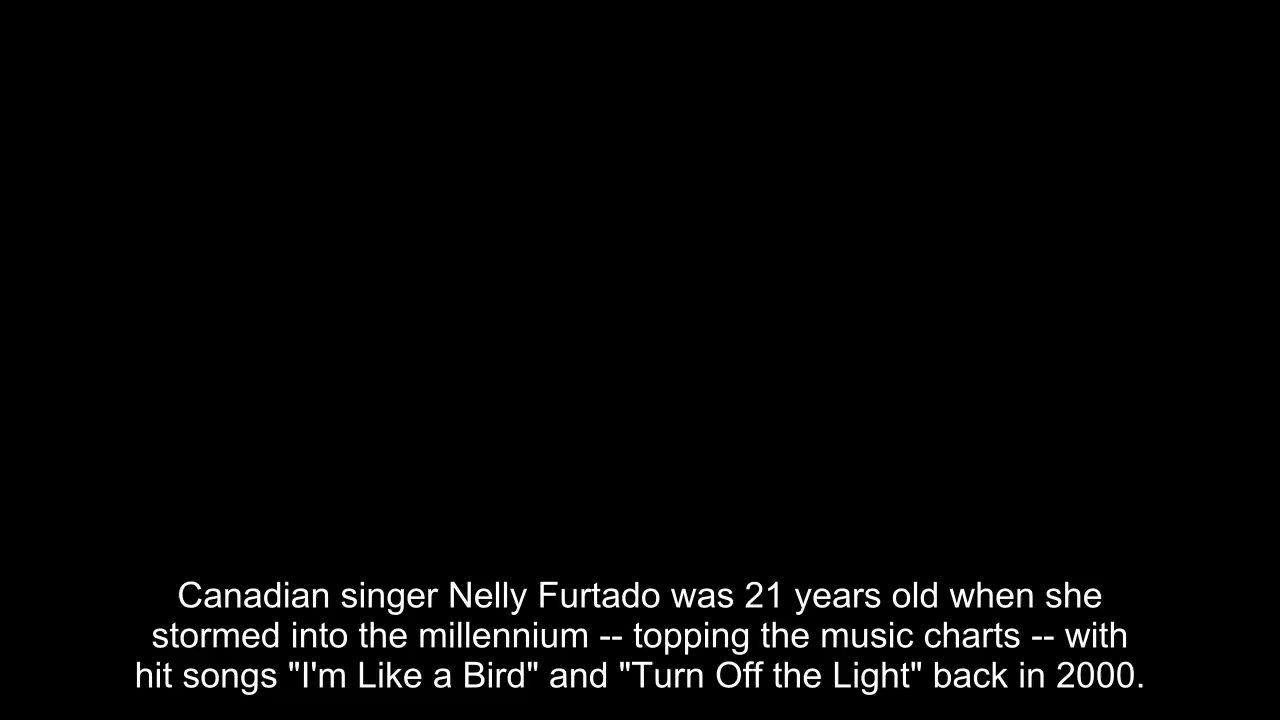 Canadian singer Nelly Furtado was 21 years old when she
stormed into the millennium -- topping the music charts -- with
hit songs "I'm Like a Bird" and "Turn Off the Light" back in 2000.